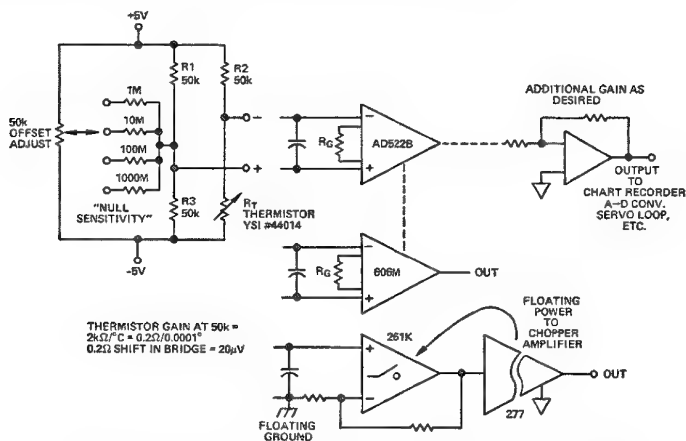 +5V
R1
50k
R2
50k
1M
10M
100M
1000M
50k
OFFSET
ADJUST
"NULL
SENSITIVITY"
R3
50k
RT
THERMISTOR
YSI #44014
-5V
−
+
RG
−
AD522B
+
ADDITIONAL GAIN AS
DESIRED
OUTPUT
TO
CHART RECORDER
A–D CONV.
SERVO LOOP,
ETC.
RG
−
606M
+
OUT
THERMISTOR GAIN AT 50k =
2kΩ/°C = 0.2Ω/0.0001°
0.2Ω SHIFT IN BRIDGE = 20μV
FLOATING
POWER
TO
CHOPPER
AMPLIFIER
261K
+
−
277
OUT
FLOATING
GROUND